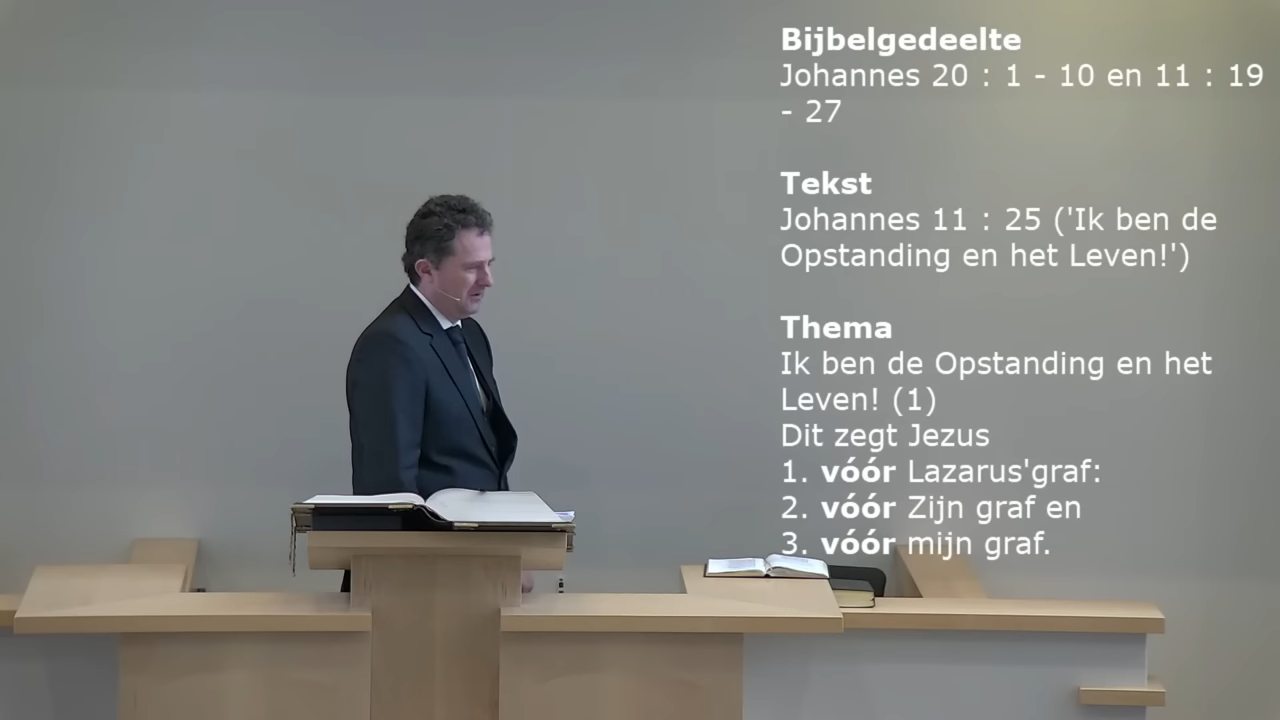 Bijbelgedeelte
Johannes 20 : 1 - 10 en 11 : 19
- 27
Tekst
Johannes 11 : 25 ('Ik ben de
Opstanding en het Leven!')
Thema
Ik ben de Opstanding en het
Leven! (1)
Dit zegt Jezus
1. vóór Lazarus'graf:
2. vóór Zijn graf en
3. vóór mijn graf.